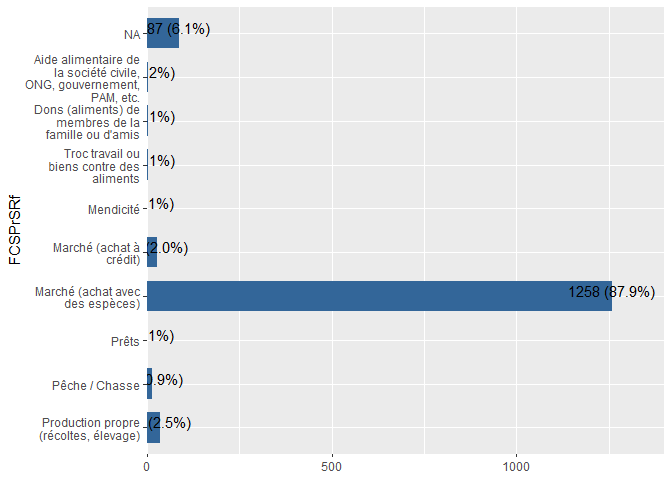 NA
87 (6.1%)
Aide alimentaire de
la société civile,
ONG, gouvernement,
PAM, etc.
2%)
Dons (aliments) de
membres de la
famille ou d'amis
1%)
Troc travail ou
biens contre des
aliments
1%)
Mendicité
1%)
Marché (achat à
crédit)
(2.0%)
Marché (achat avec
des espèces)
1258 (87.9%)
Prêts
1%)
Pêche / Chasse
0.9%)
Production propre
(récoltes, élevage)
(2.5%)
FCSPrSRf
0
500
1000